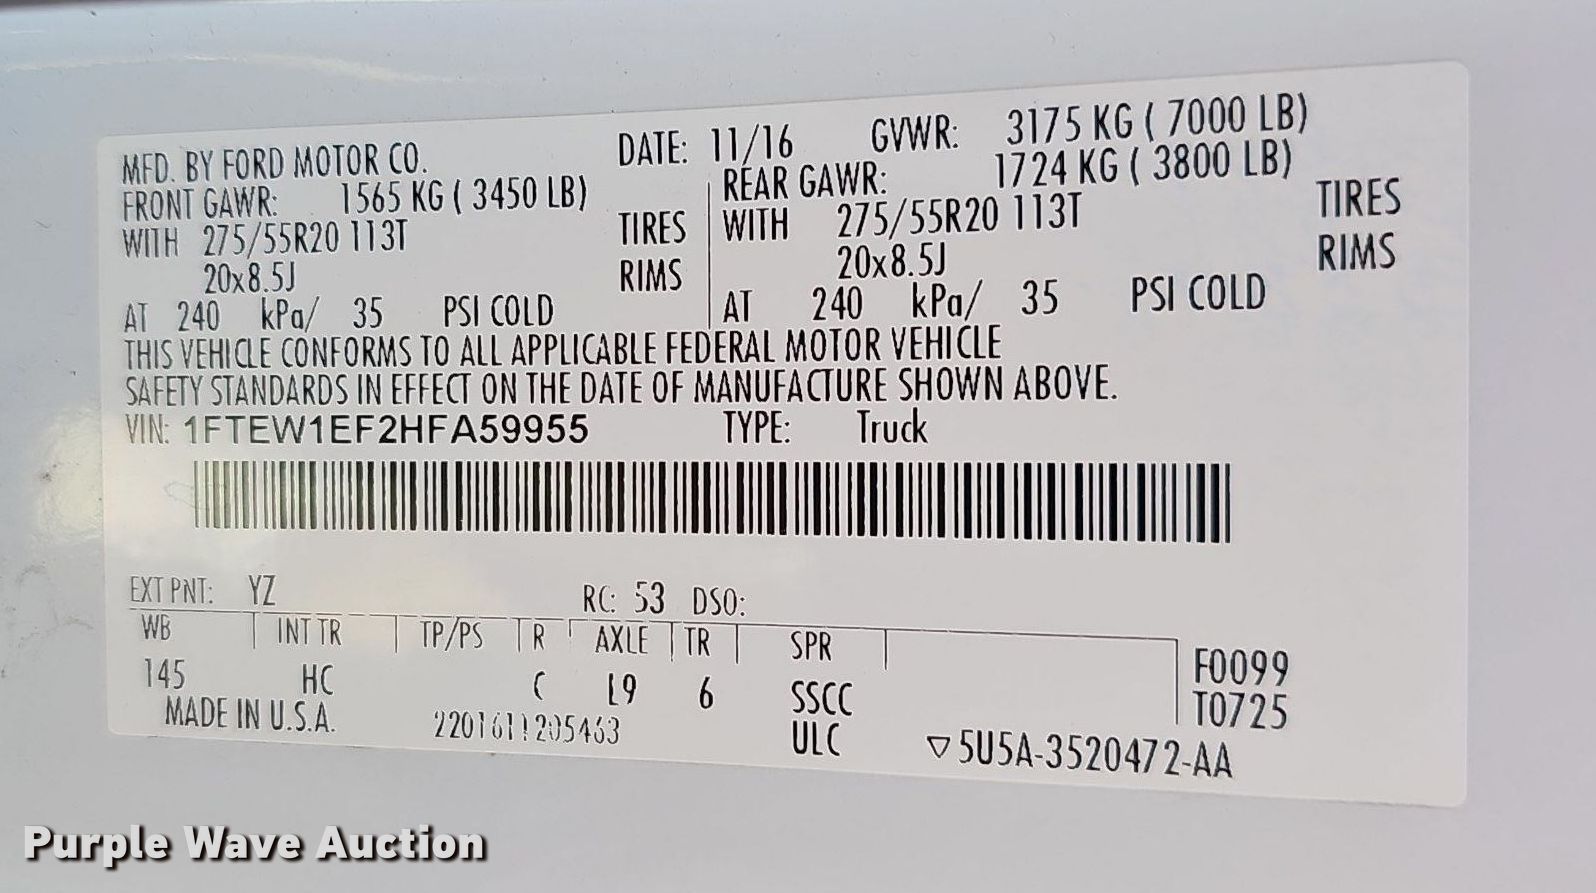 MFD. BY FORD MOTOR CO. DATE: 11/16 GVWR: 3175 KG ( 7000 LB)
FRONT GAWR: 1565 KG ( 3450 LB) REAR GAWR: 1724 KG ( 3800 LB)
WITH 275/55R20 113T TIRES WITH 275/55R20 113T TIRES
20x8.5J RIMS 20x8.5J RIMS
AT 240 kPa/ 35 PSI COLD AT 240 kPa/ 35 PSI COLD
THIS VEHICLE CONFORMS TO ALL APPLICABLE FEDERAL MOTOR VEHICLE
SAFETY STANDARDS IN EFFECT ON THE DATE OF MANUFACTURE SHOWN ABOVE.
VIN: 1FTEW1EF2HFA59955 TYPE: Truck
EXT PNT: YZ RC: 53 DSO:
WB INT TR TP/PS R AXLE TR SPR
145 HC C L9 6 SSCC F0099
MADE IN U.S.A. 2201611205463 ULC T0725
▽5U5A-3520472-AA
Purple Wave Auction